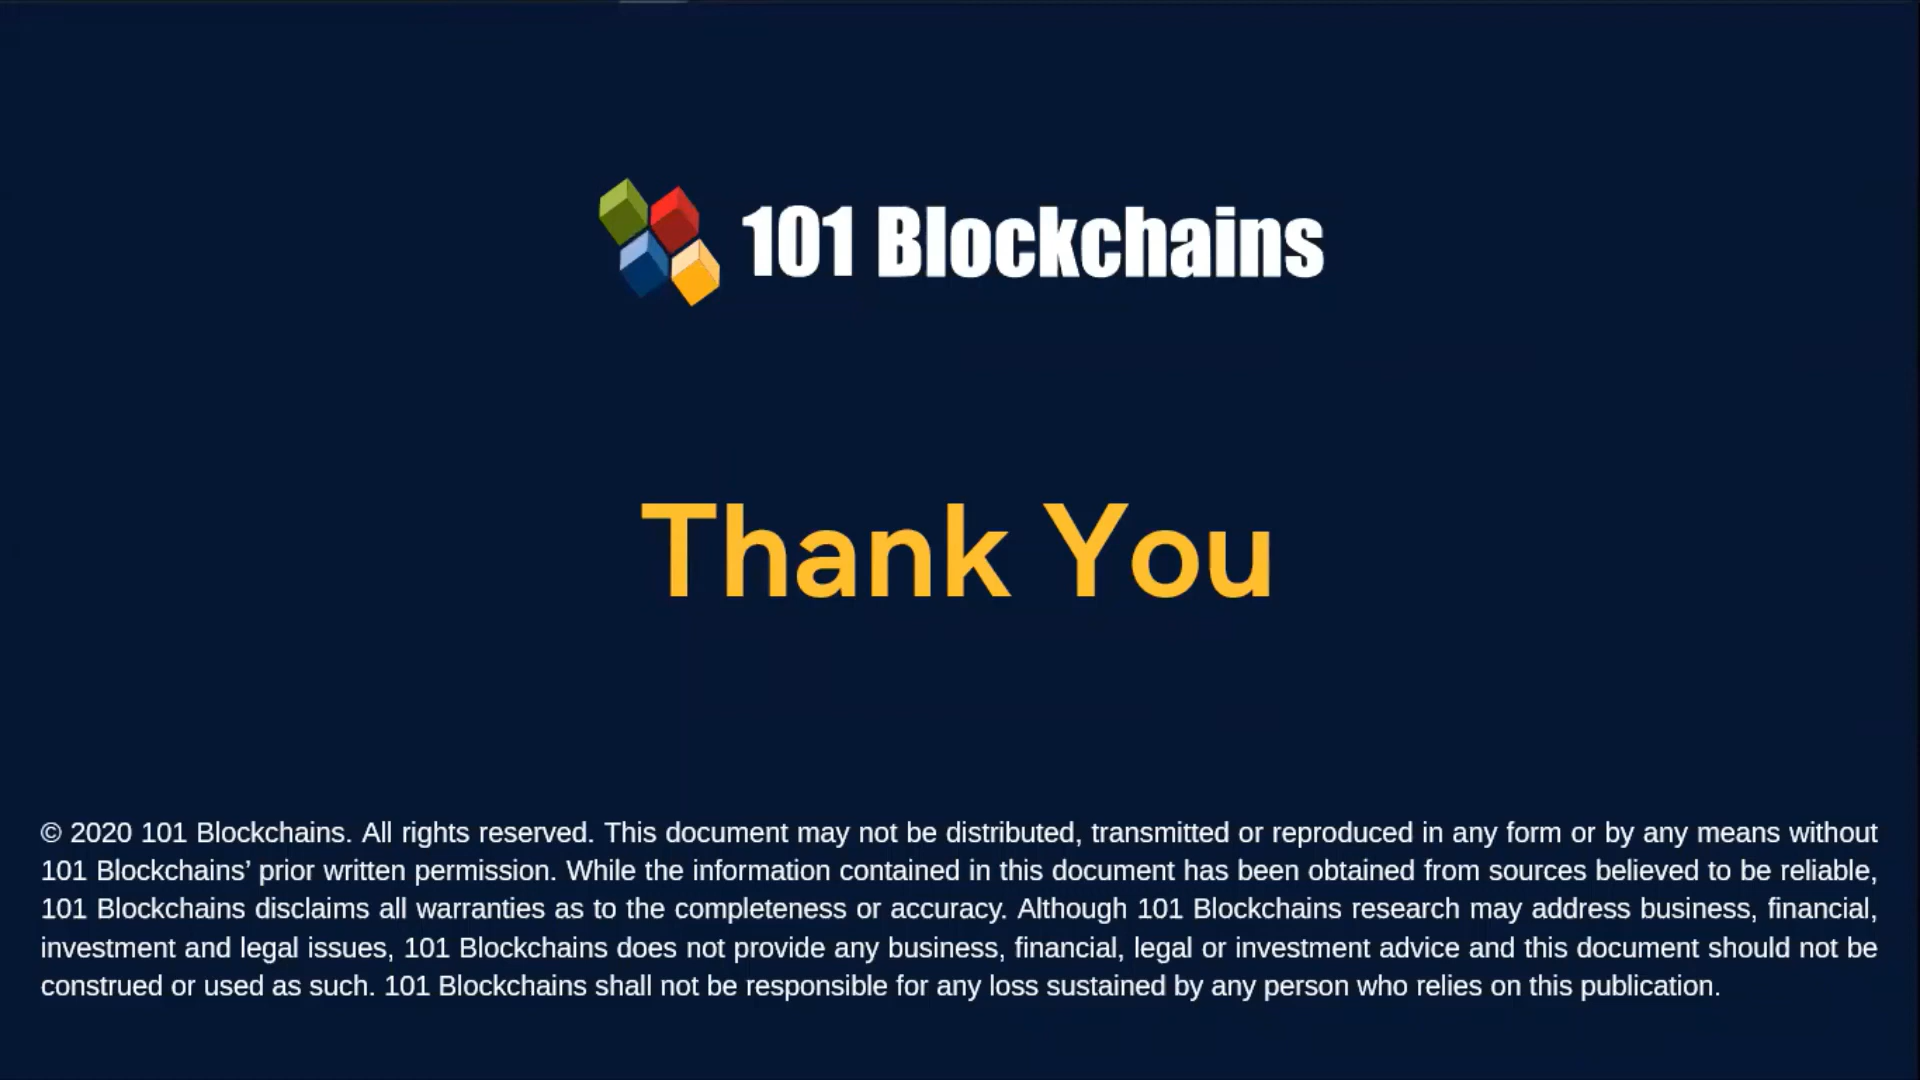 101 Blockchains
Thank You
© 2020 101 Blockchains. All rights reserved. This document may not be distributed, transmitted or reproduced in any form or by any means without
101 Blockchains’ prior written permission. While the information contained in this document has been obtained from sources believed to be reliable,
101 Blockchains disclaims all warranties as to the completeness or accuracy. Although 101 Blockchains research may address business, financial,
investment and legal issues, 101 Blockchains does not provide any business, financial, legal or investment advice and this document should not be
construed or used as such. 101 Blockchains shall not be responsible for any loss sustained by any person who relies on this publication.